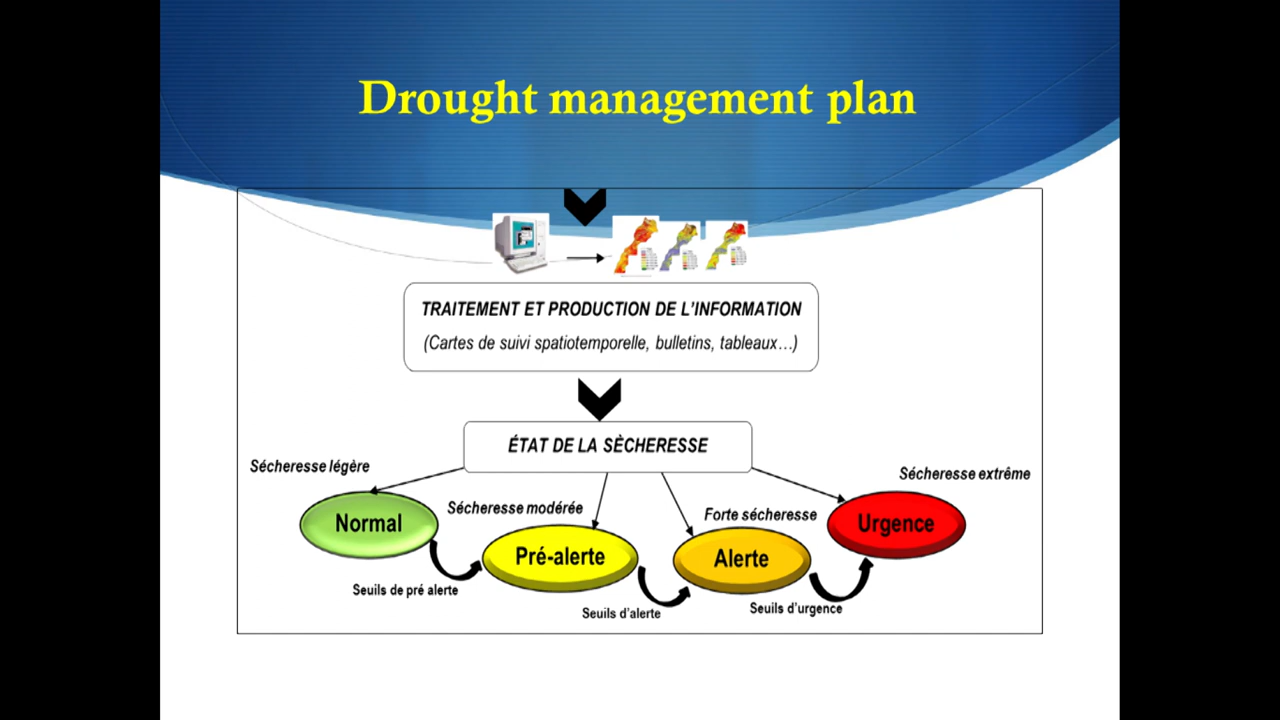 Drought management plan
TRAITEMENT ET PRODUCTION DE L'INFORMATION
(Cartes de suivi spatiotemporelle, bulletins, tableaux…)
ÉTAT DE LA SÈCHERESSE
Sécheresse légère
Sécheresse extrême
Sécheresse modérée
Forte sécheresse
Normal
Urgence
Pré-alerte
Alerte
Seuils de pré alerte
Seuils d'alerte
Seuils d'urgence